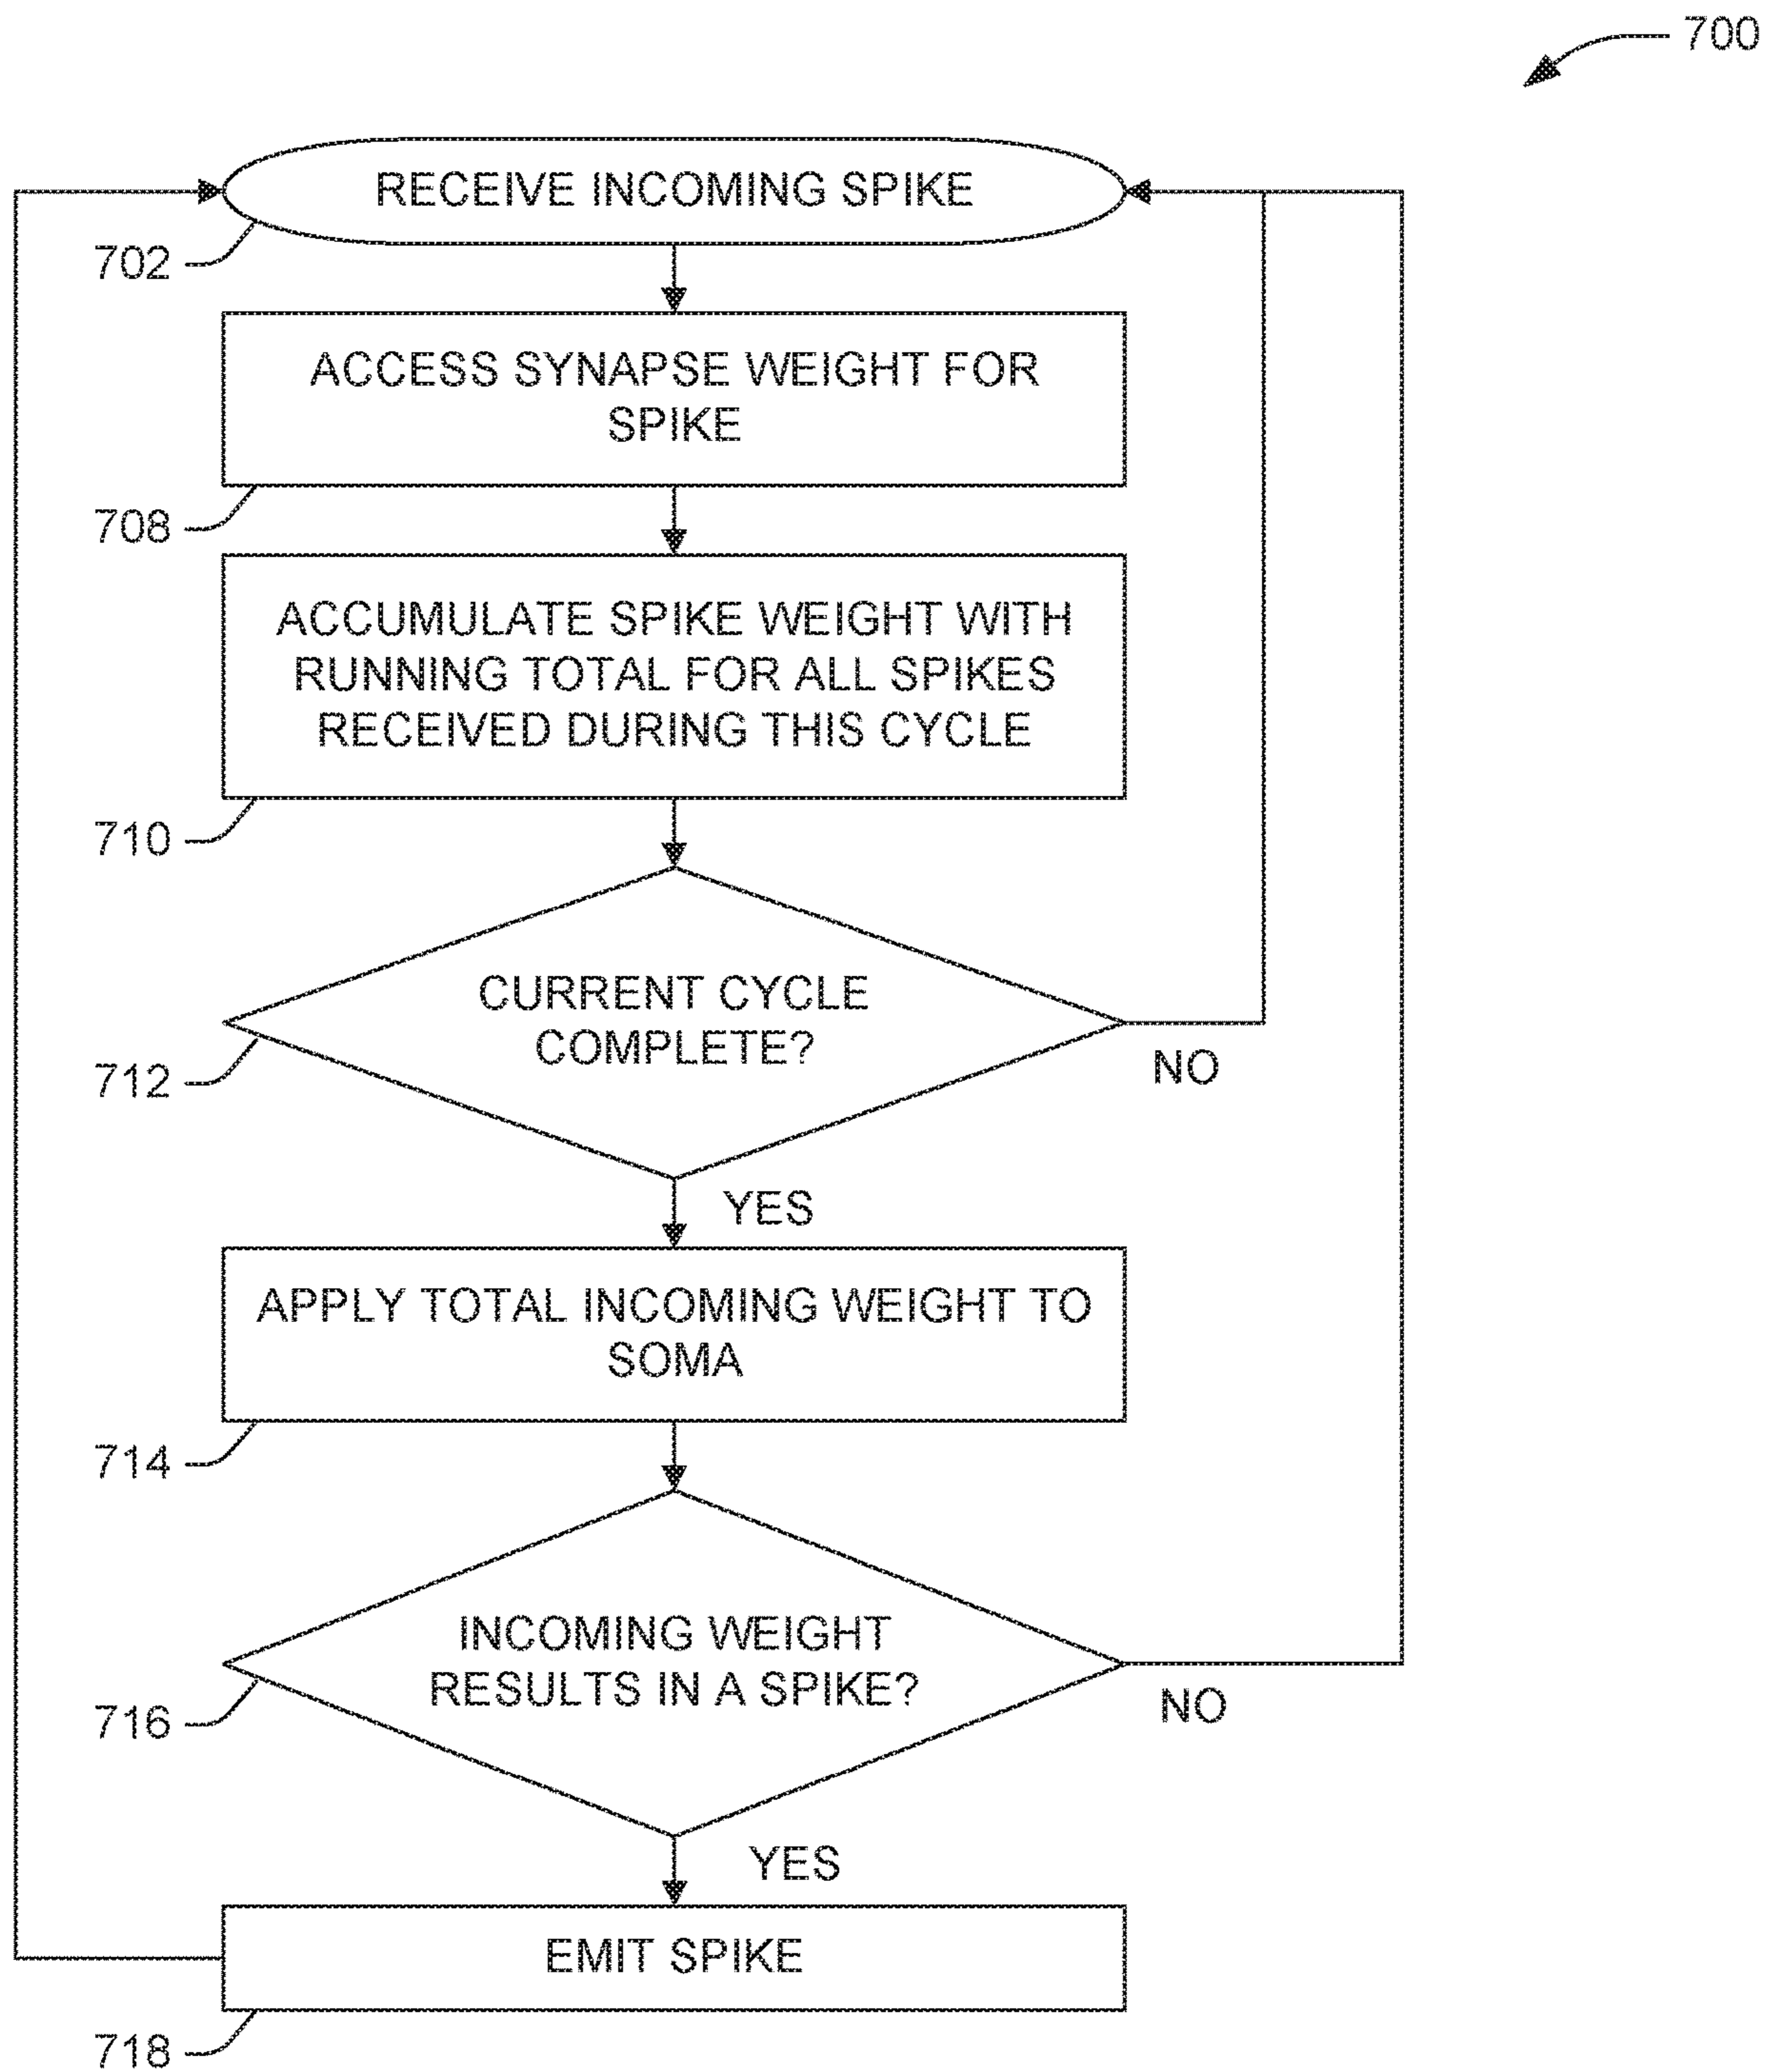 700
RECEIVE INCOMING SPIKE
702
ACCESS SYNAPSE WEIGHT FOR
SPIKE
708
ACCUMULATE SPIKE WEIGHT WITH
RUNNING TOTAL FOR ALL SPIKES
RECEIVED DURING THIS CYCLE
710
CURRENT CYCLE
COMPLETE?
712
NO
YES
APPLY TOTAL INCOMING WEIGHT TO
SOMA
714
INCOMING WEIGHT
RESULTS IN A SPIKE?
716
NO
YES
EMIT SPIKE
718